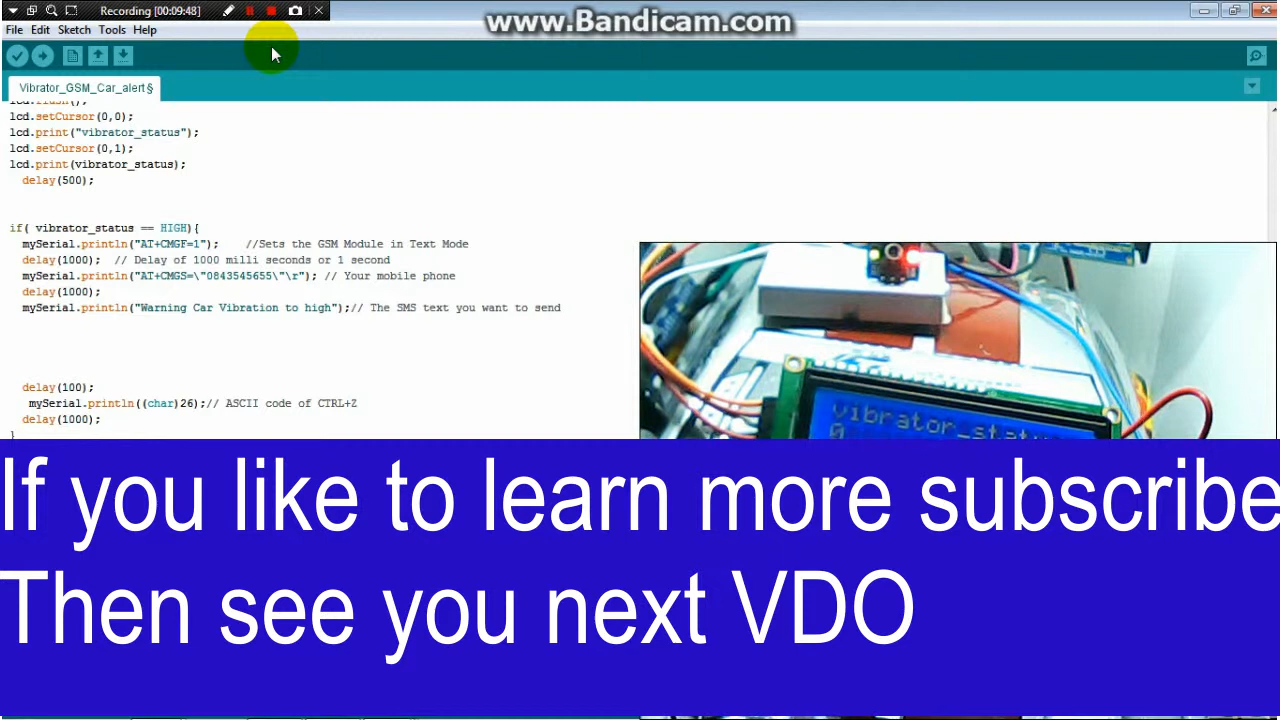 Recording [00:09:48]
www.Bandicam.com
File Edit Sketch Tools Help
Vibrator_GSM_Car_alert §
lcd.flush();
lcd.setCursor(0,0);
lcd.print("vibrator_status");
lcd.setCursor(0,1);
lcd.print(vibrator_status);
delay(500);
if( vibrator_status == HIGH){
mySerial.println("AT+CMGF=1"); //Sets the GSM Module in Text Mode
delay(1000); // Delay of 1000 milli seconds or 1 second
mySerial.println("AT+CMGS=\"0843545655\"\r"); // Your mobile phone
delay(1000);
mySerial.println("Warning Car Vibration to high");// The SMS text you want to send
delay(100);
mySerial.println((char)26);// ASCII code of CTRL+Z
delay(1000);
}
vibrator_statu
0
If you like to learn more subscribe
Then see you next VDO